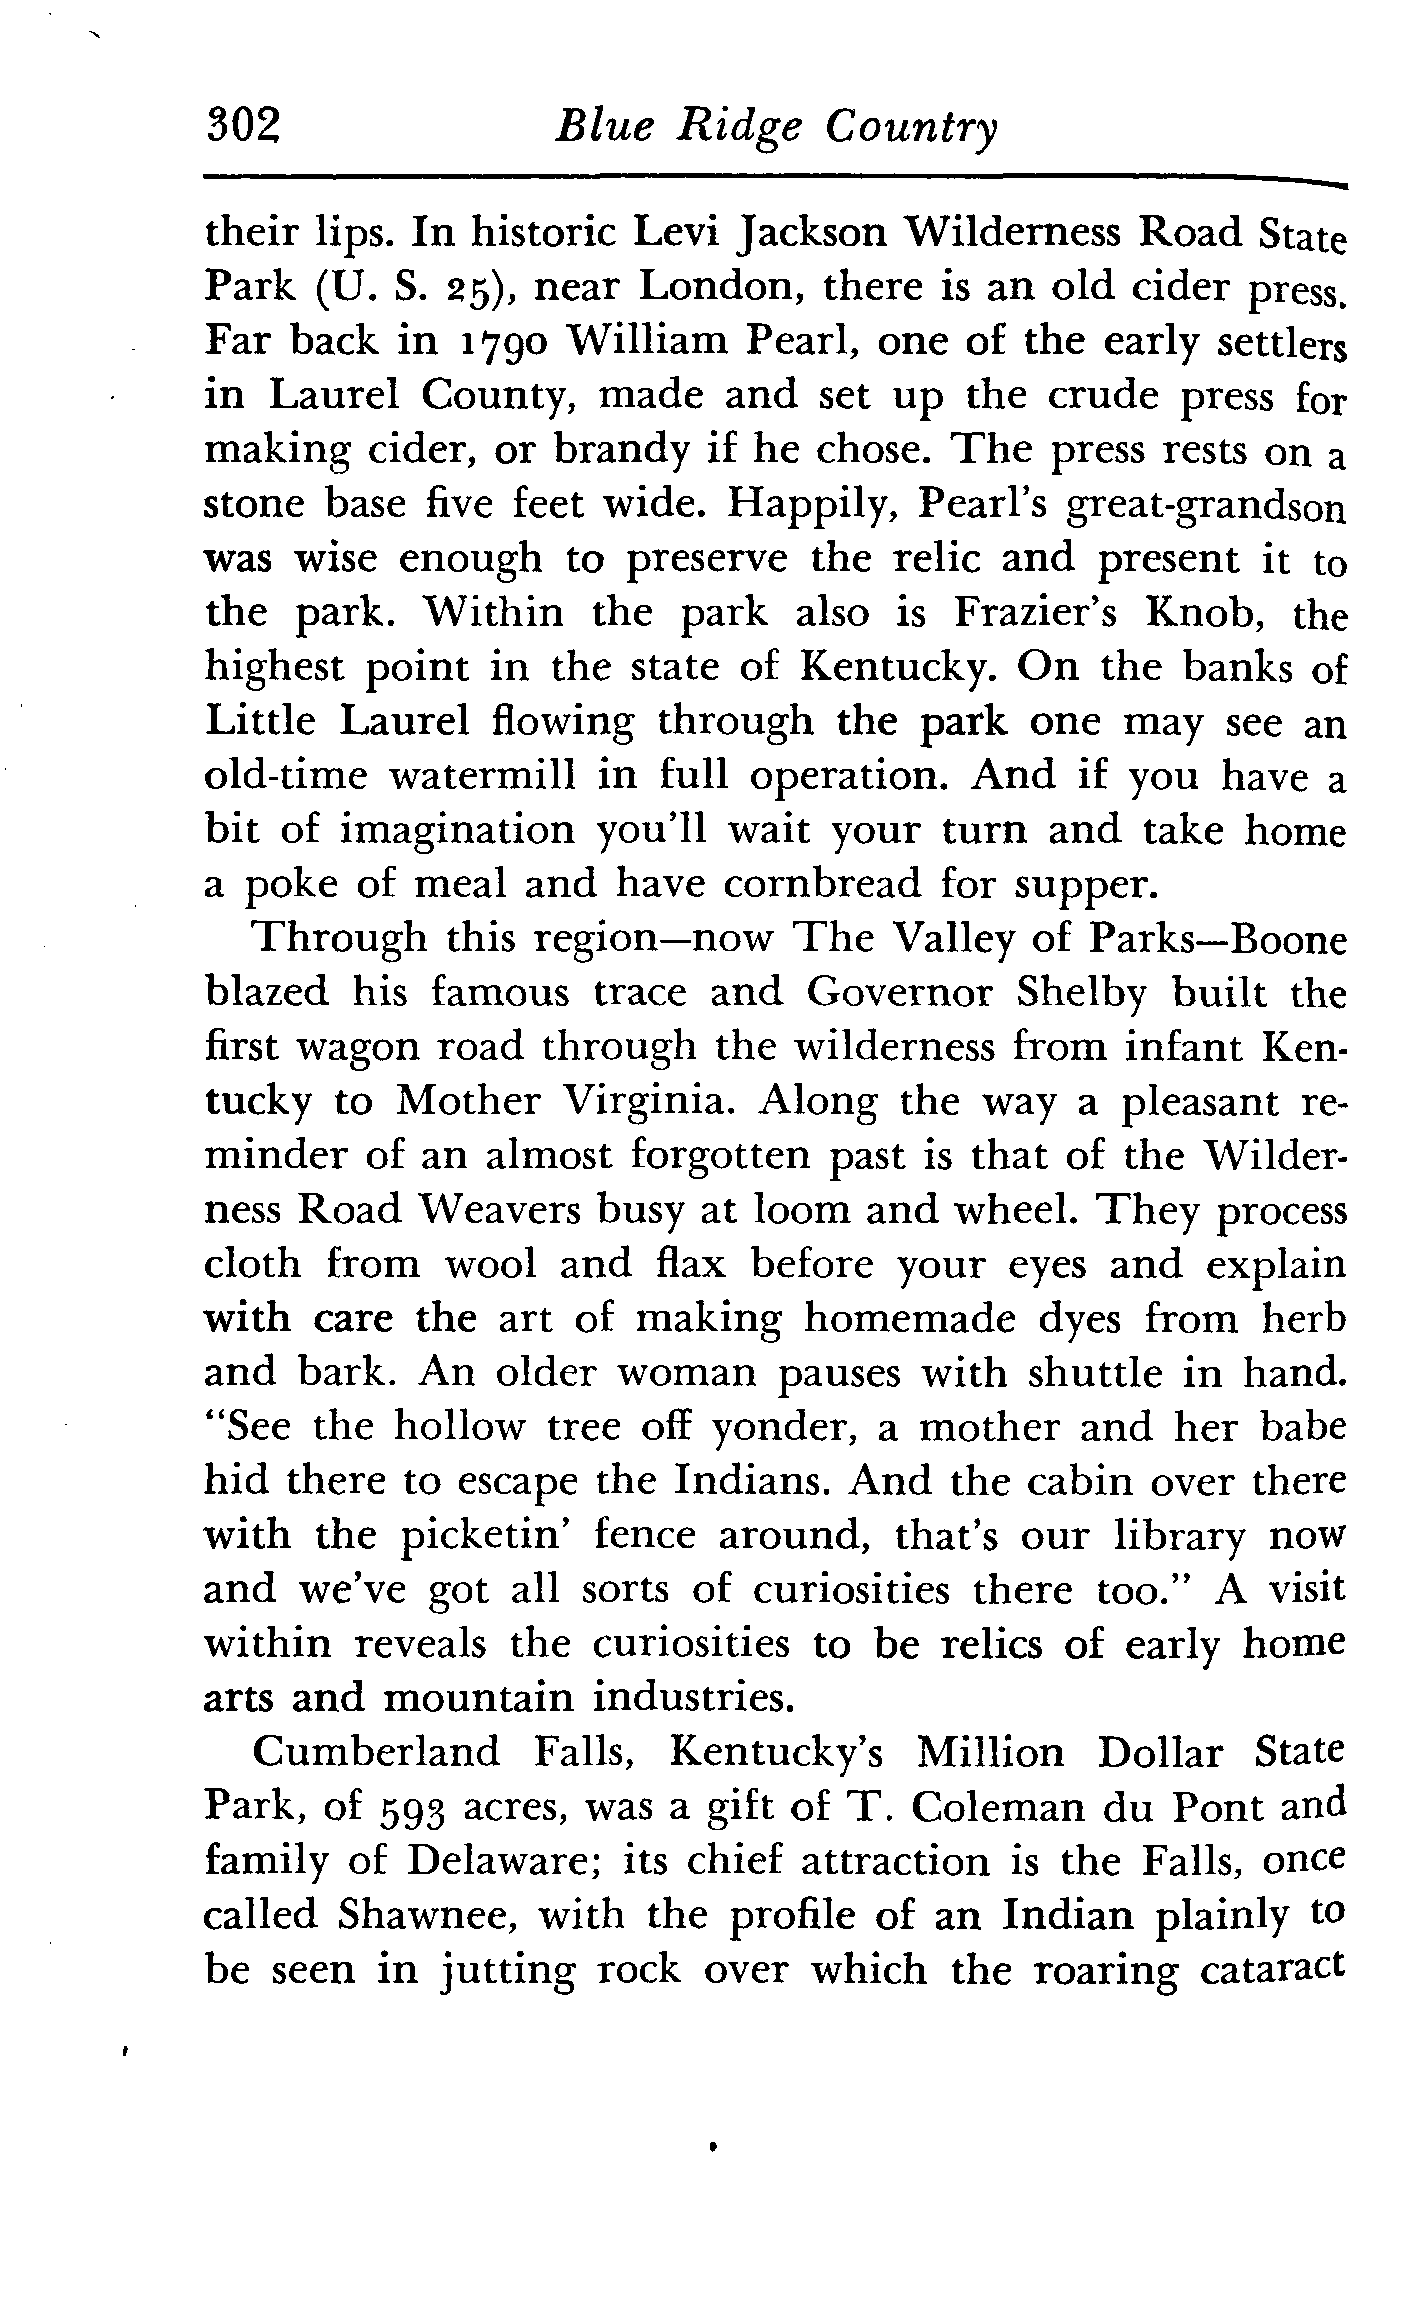 302 Blue Ridge Country
their lips. In historic Levi Jackson Wilderness Road State
Park (U. S. 25), near London, there is an old cider press.
Far back in 1790 William Pearl, one of the early settlers
in Laurel County, made and set up the crude press for
making cider, or brandy if he chose. The press rests on a
stone base five feet wide. Happily, Pearl's great-grandson
was wise enough to preserve the relic and present it to
the park. Within the park also is Frazier's Knob, the
highest point in the state of Kentucky. On the banks of
Little Laurel flowing through the park one may see an
old-time watermill in full operation. And if you have a
bit of imagination you'll wait your turn and take home
a poke of meal and have cornbread for supper.
Through this region—now The Valley of Parks—Boone
blazed his famous trace and Governor Shelby built the
first wagon road through the wilderness from infant Ken-
tucky to Mother Virginia. Along the way a pleasant re-
minder of an almost forgotten past is that of the Wilder-
ness Road Weavers busy at loom and wheel. They process
cloth from wool and flax before your eyes and explain
with care the art of making homemade dyes from herb
and bark. An older woman pauses with shuttle in hand.
"See the hollow tree off yonder, a mother and her babe
hid there to escape the Indians. And the cabin over there
with the picketin' fence around, that's our library now
and we've got all sorts of curiosities there too." A visit
within reveals the curiosities to be relics of early home
arts and mountain industries.
Cumberland Falls, Kentucky's Million Dollar State
Park, of 593 acres, was a gift of T. Coleman du Pont and
family of Delaware; its chief attraction is the Falls, once
called Shawnee, with the profile of an Indian plainly to
be seen in jutting rock over which the roaring cataract